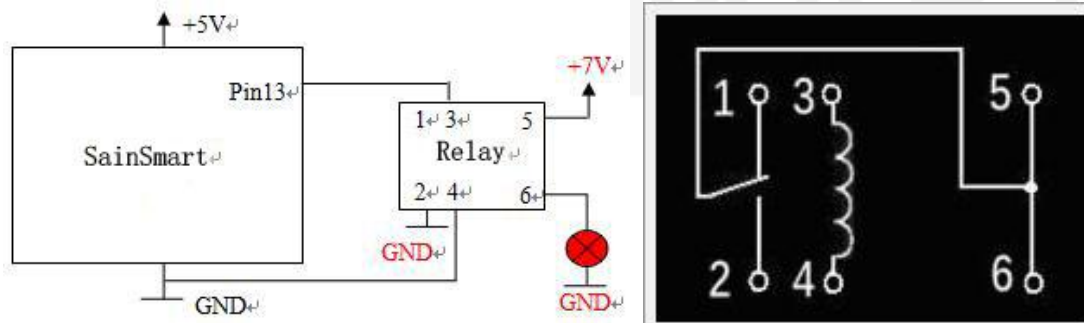 +5V↵
Pin13↵
SainSmart↵
GND↵
+7V↵
1↵ 3↵ 5
Relay↵
2↵ 4↵ 6↵
GND↵
GND↵
1 3 5
2 4 6